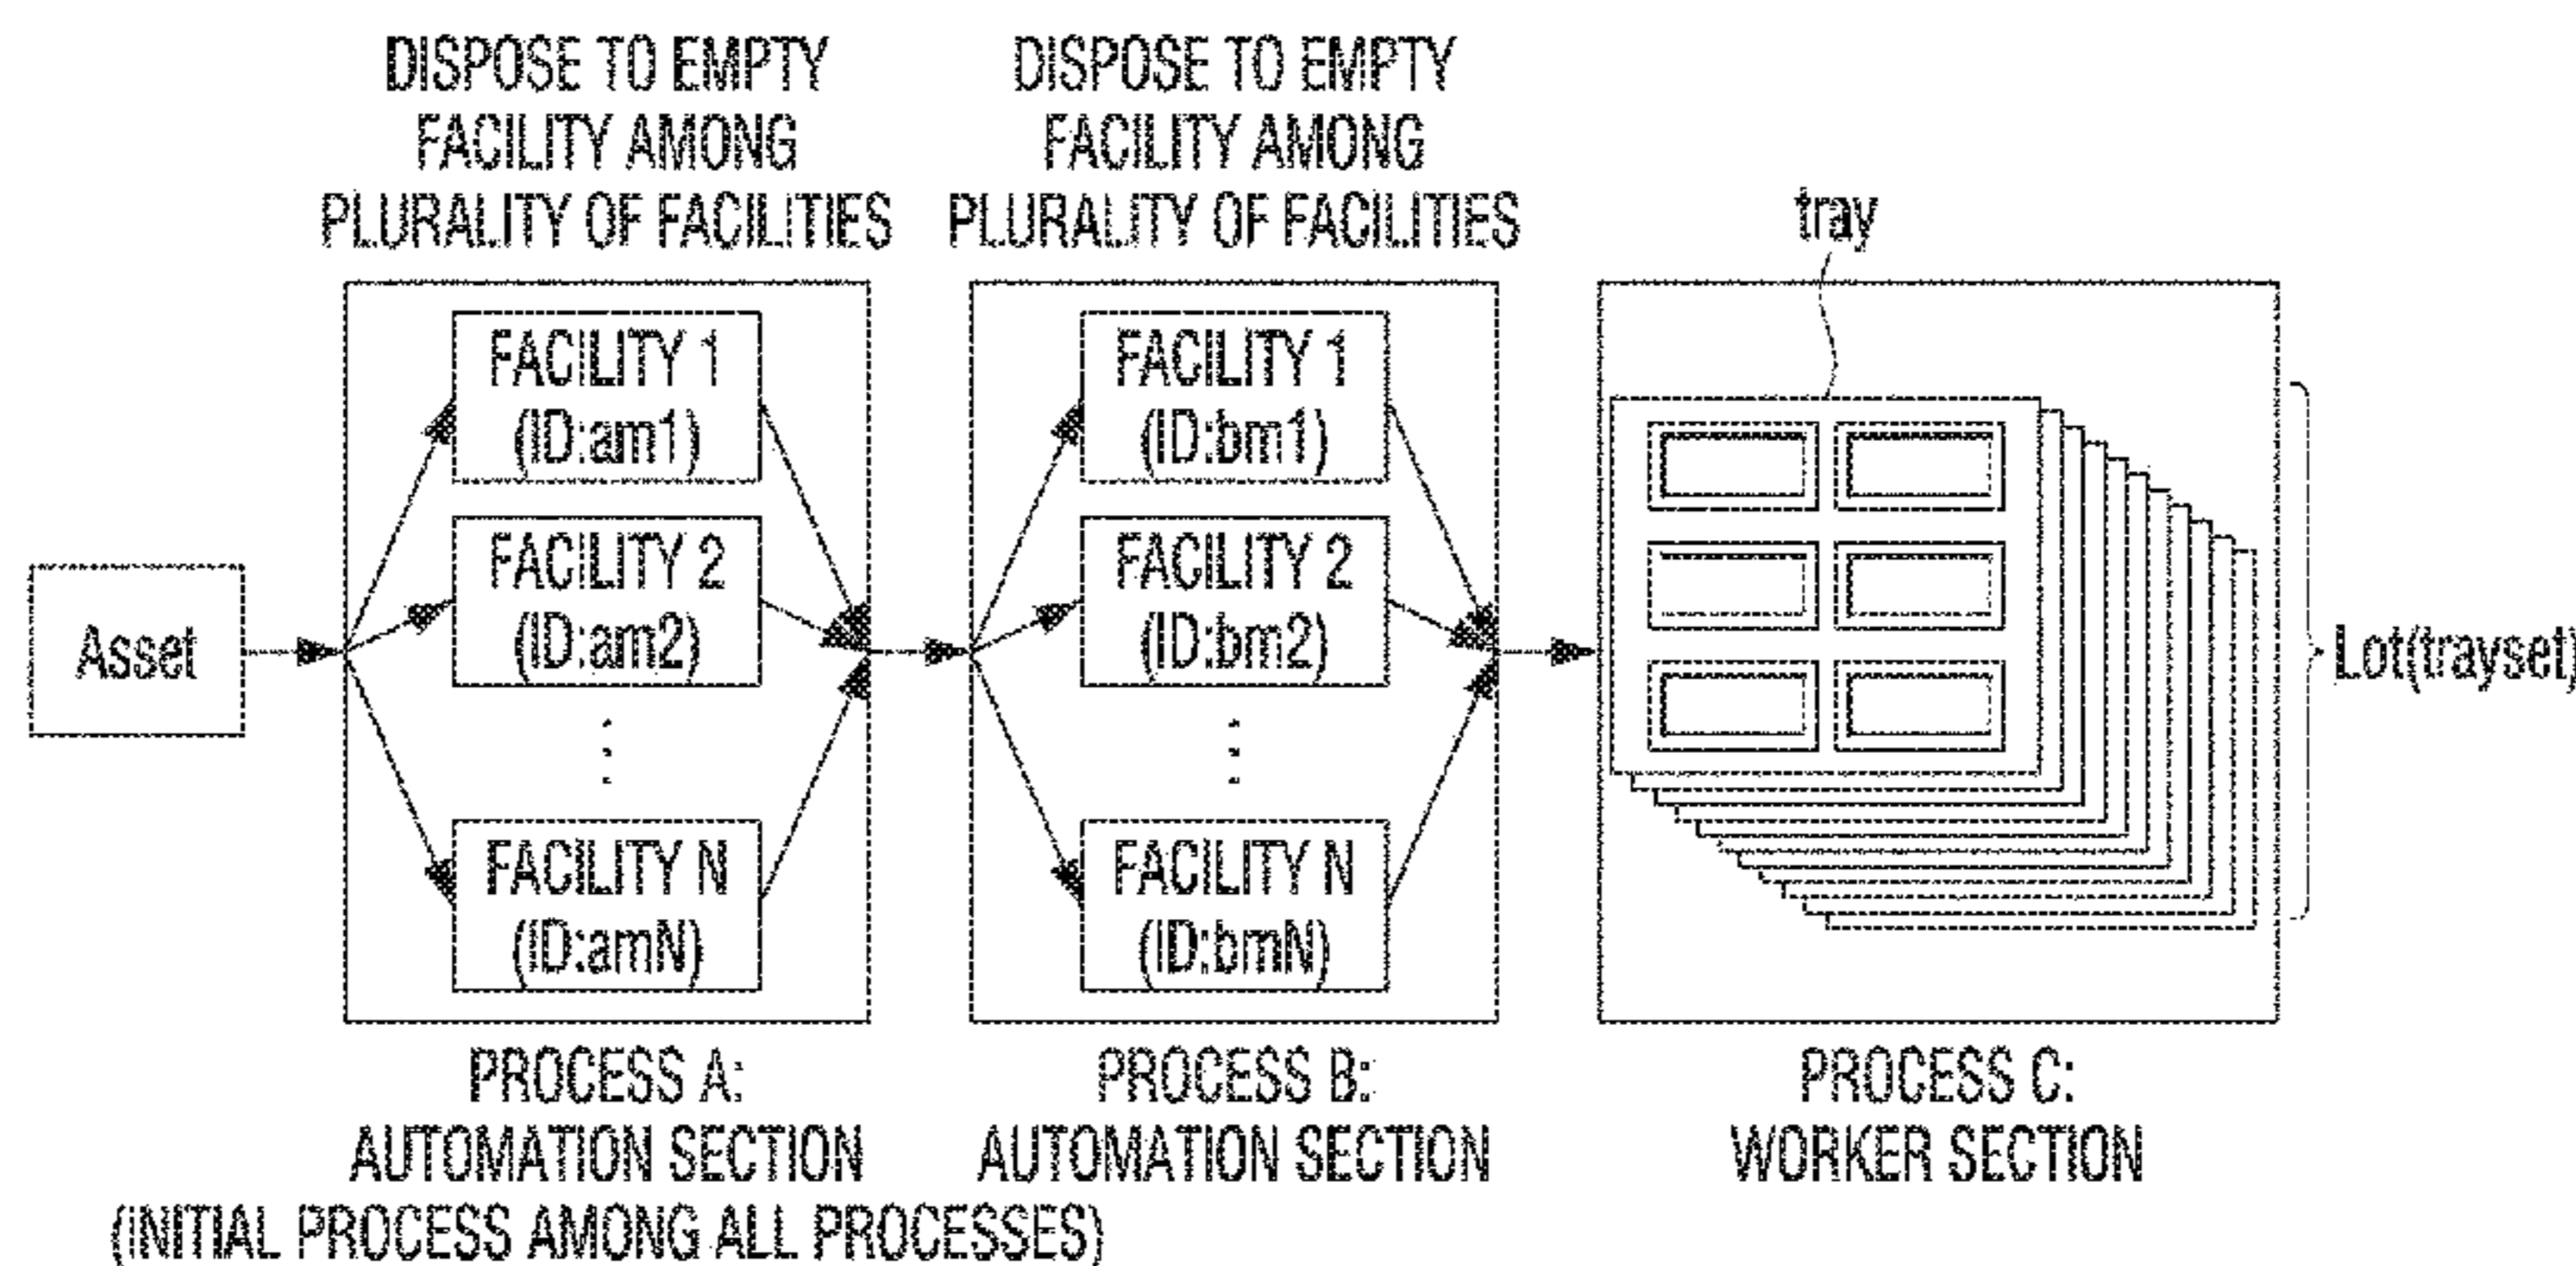 DISPOSE TO EMPTY
FACILITY AMONG
PLURALITY OF FACILITIES
DISPOSE TO EMPTY
FACILITY AMONG
PLURALITY OF FACILITIES
tray
Asset
FACILITY 1
(ID:am1)
FACILITY 2
(ID:am2)
FACILITY N
(ID:amN)
FACILITY 1
(ID:bm1)
FACILITY 2
(ID:bm2)
FACILITY N
(ID:bmN)
Lot(trayset)
PROCESS A:
AUTOMATION SECTION
(INITIAL PROCESS AMONG ALL PROCESSES)
PROCESS B:
AUTOMATION SECTION
PROCESS C:
WORKER SECTION